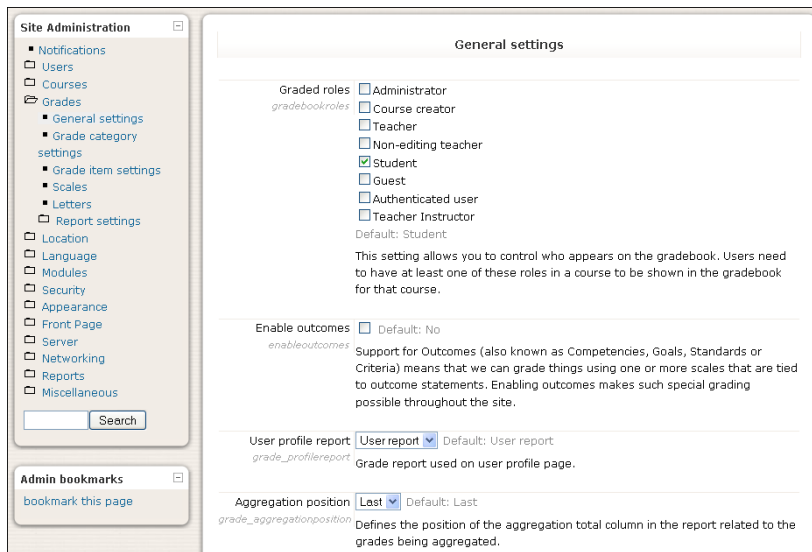 Site Administration
Notifications
Users
Courses
Grades
General settings
Grade category
settings
Grade item settings
Scales
Letters
Report settings
Location
Language
Modules
Security
Appearance
Front Page
Server
Networking
Reports
Miscellaneous
Search
Admin bookmarks
bookmark this page
General settings
Graded roles
gradebookroles
Administrator
Course creator
Teacher
Non-editing teacher
Student
Guest
Authenticated user
Teacher Instructor
Default: Student
This setting allows you to control who appears on the gradebook. Users need
to have at least one of these roles in a course to be shown in the gradebook
for that course.
Enable outcomes Default: No
enableoutcomes
Support for Outcomes (also known as Competencies, Goals, Standards or
Criteria) means that we can grade things using one or more scales that are tied
to outcome statements. Enabling outcomes makes such special grading
possible throughout the site.
User profile report User report Default: User report
grade_profilereport
Grade report used on user profile page.
Aggregation position Last Default: Last
grade_aggregationposition
Defines the position of the aggregation total column in the report related to the
grades being aggregated.